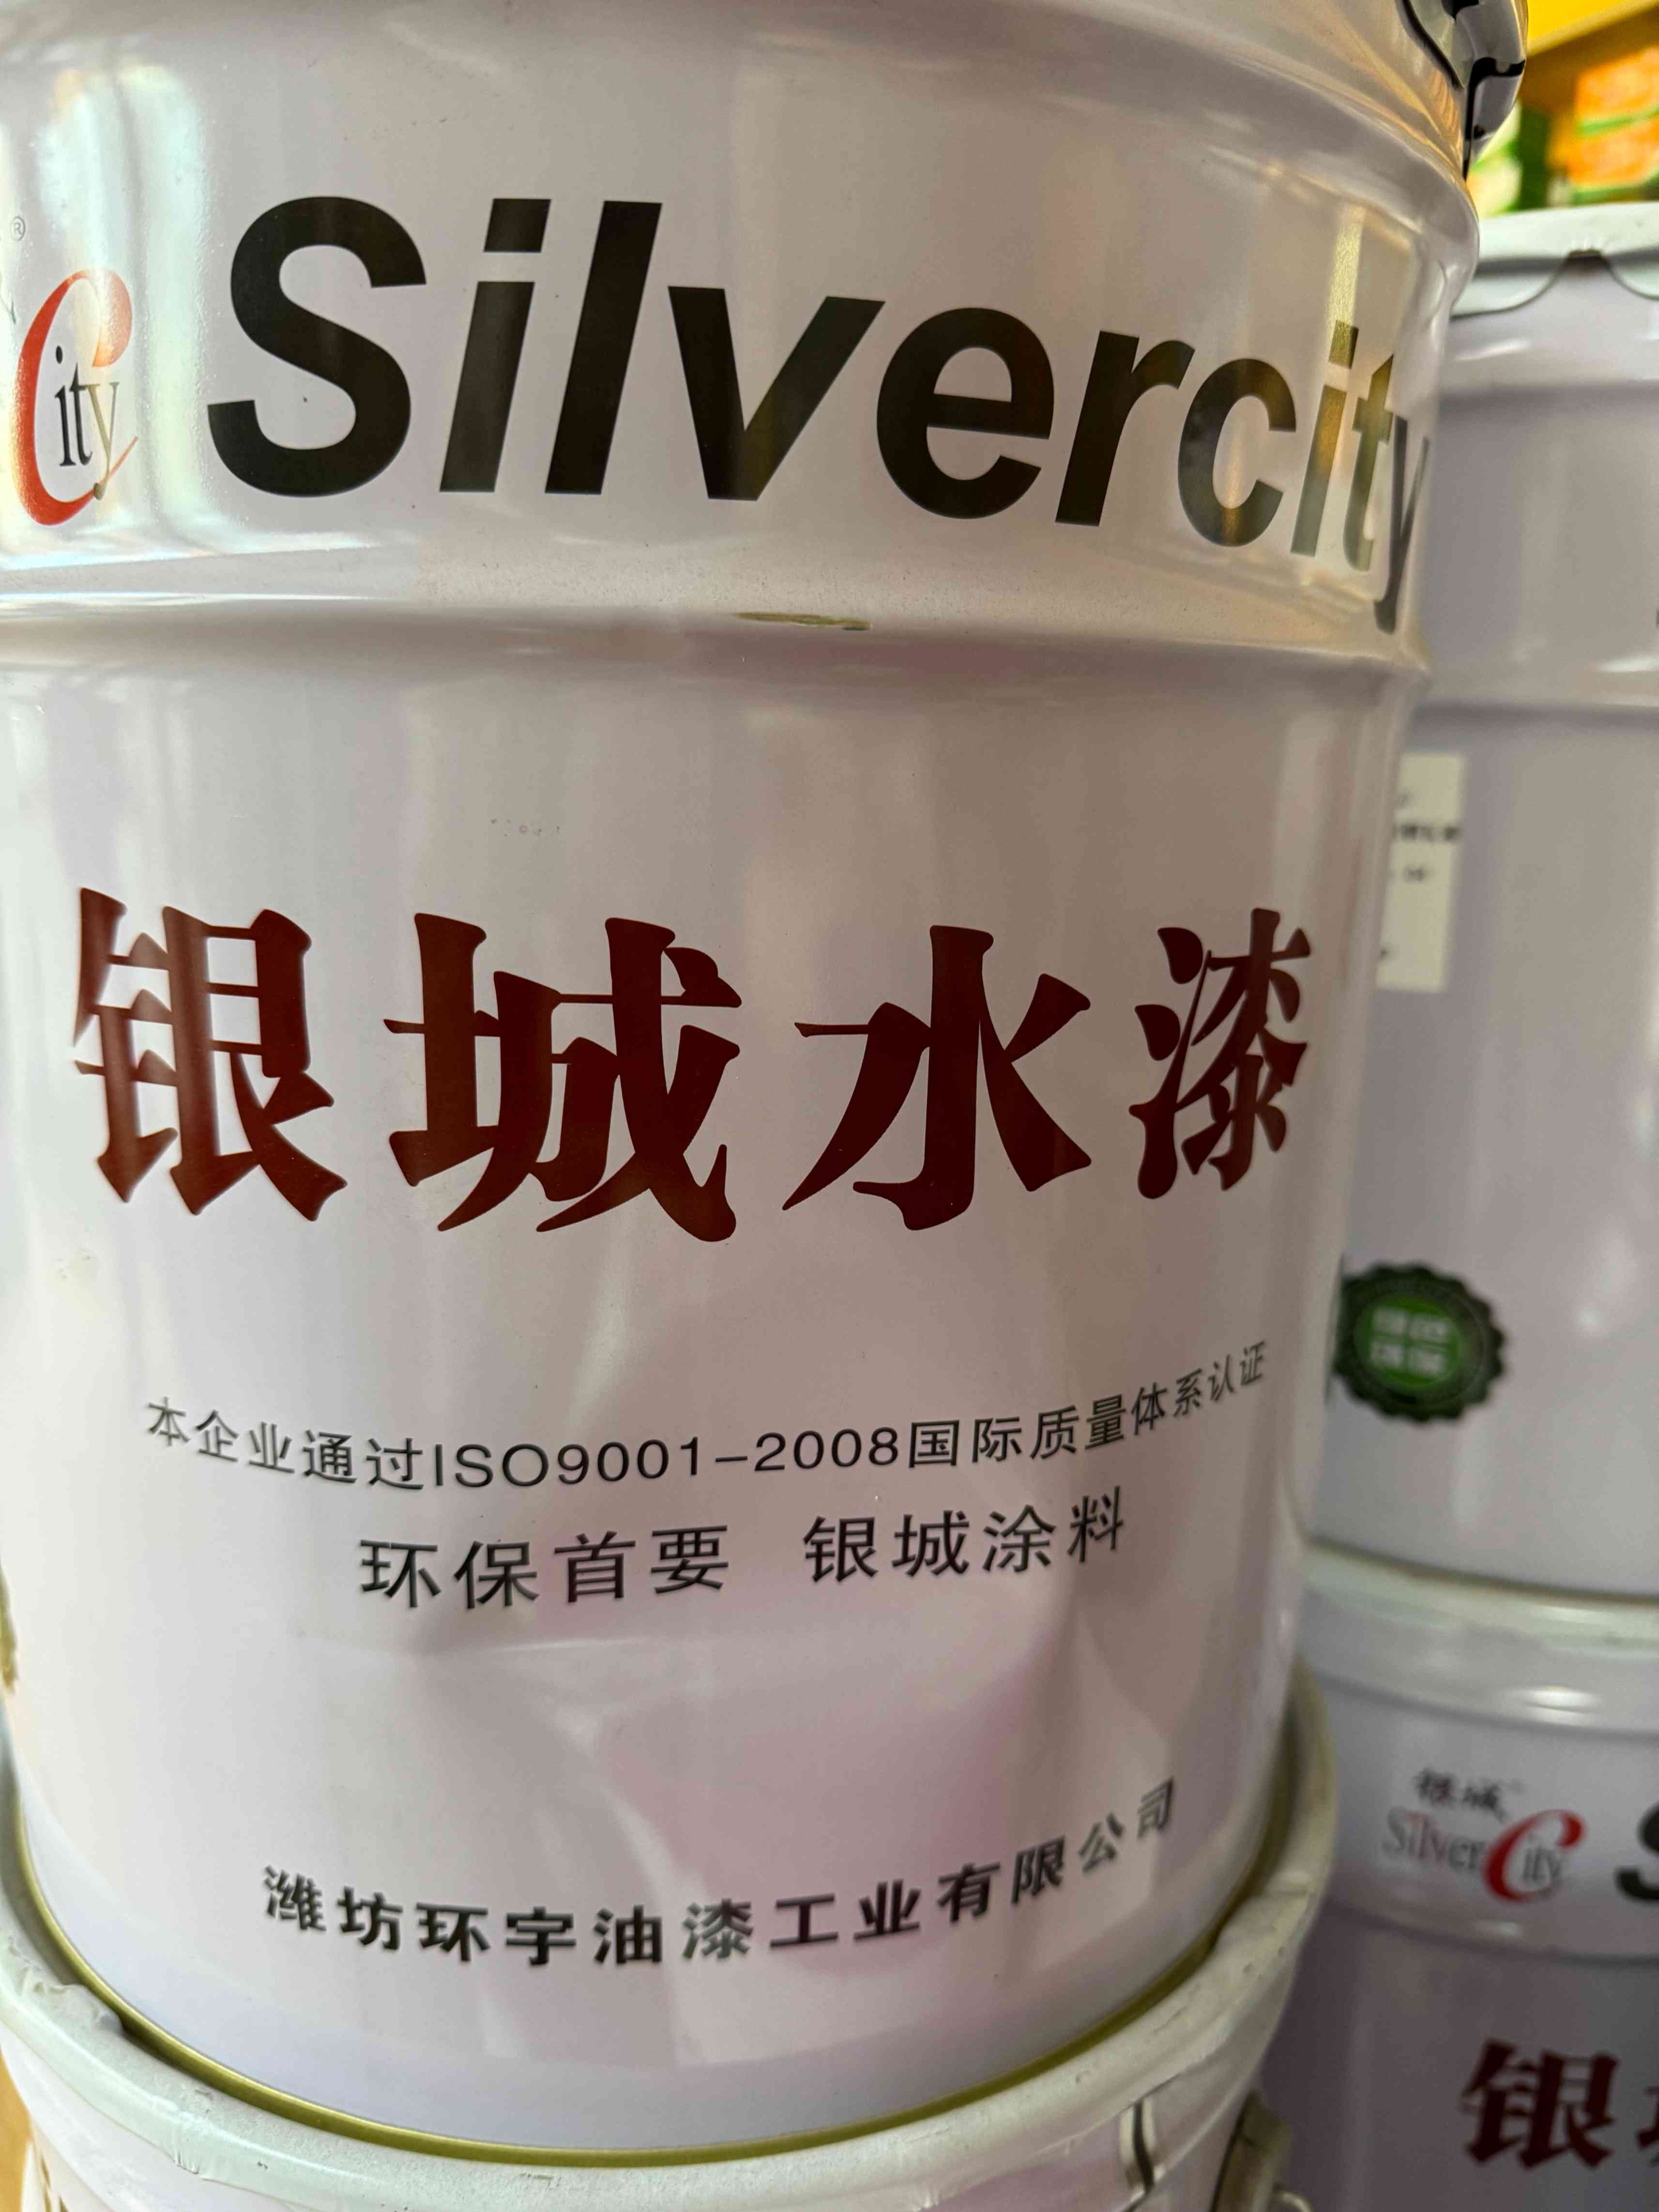 ®
City
Silvercity
银城水漆
本企业通过ISO9001-2008国际质量体系认证
环保首要 银城涂料
潍坊环宇油漆工业有限公司
银城
SilverCity
银